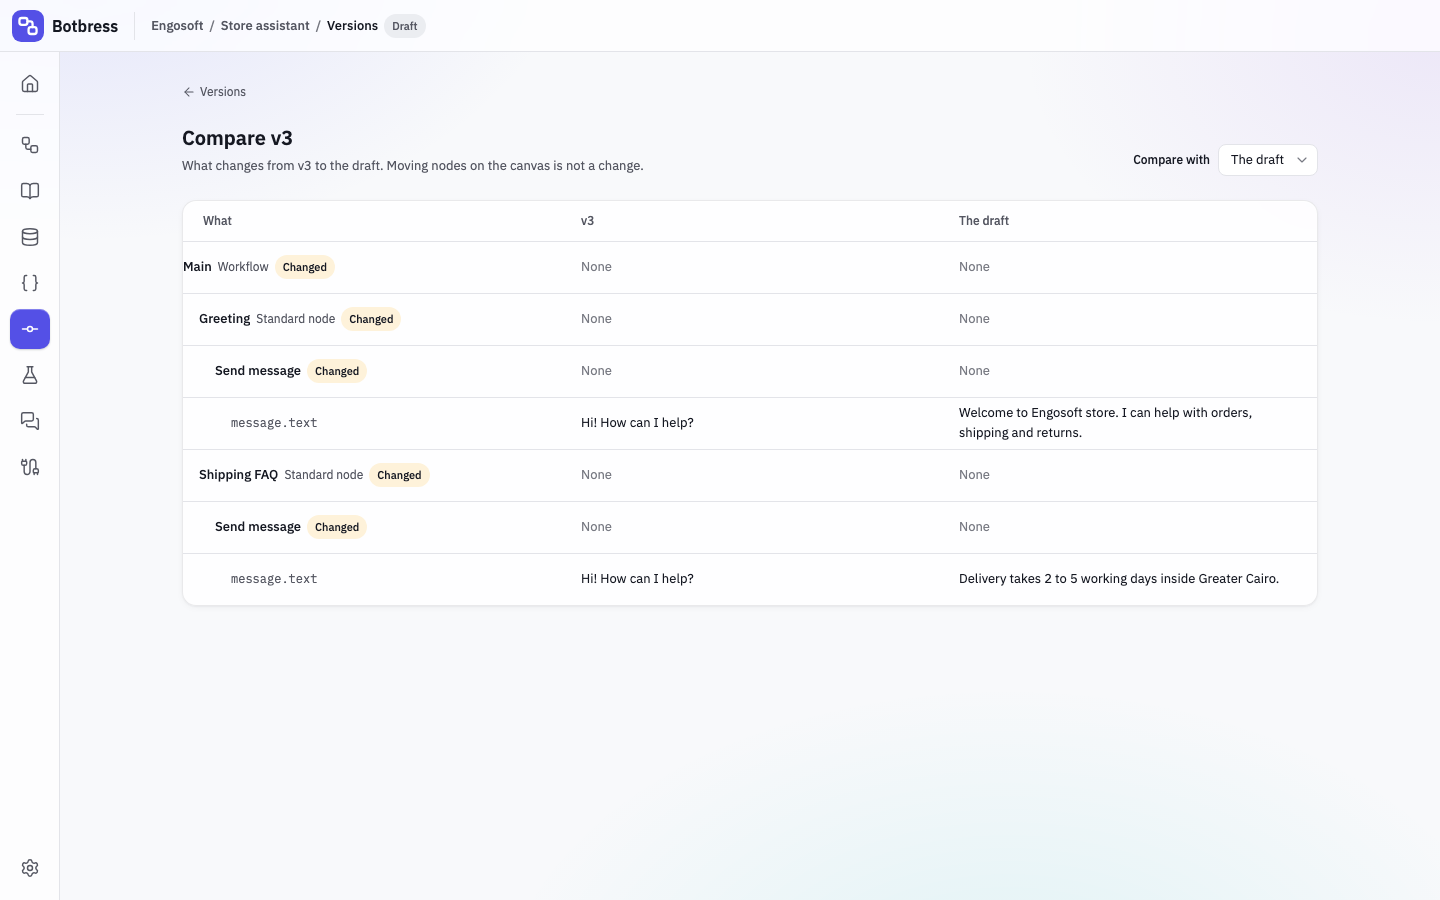 Botbress
Engosoft / Store assistant / Versions Draft
Versions
Compare v3
What changes from v3 to the draft. Moving nodes on the canvas is not a change.
Compare with The draft
What v3 The draft
Main Workflow Changed None None
Greeting Standard node Changed None None
Send message Changed None None
message.text Hi! How can I help? Welcome to Engosoft store. I can help with orders,
shipping and returns.
Shipping FAQ Standard node Changed None None
Send message Changed None None
message.text Hi! How can I help? Delivery takes 2 to 5 working days inside Greater Cairo.